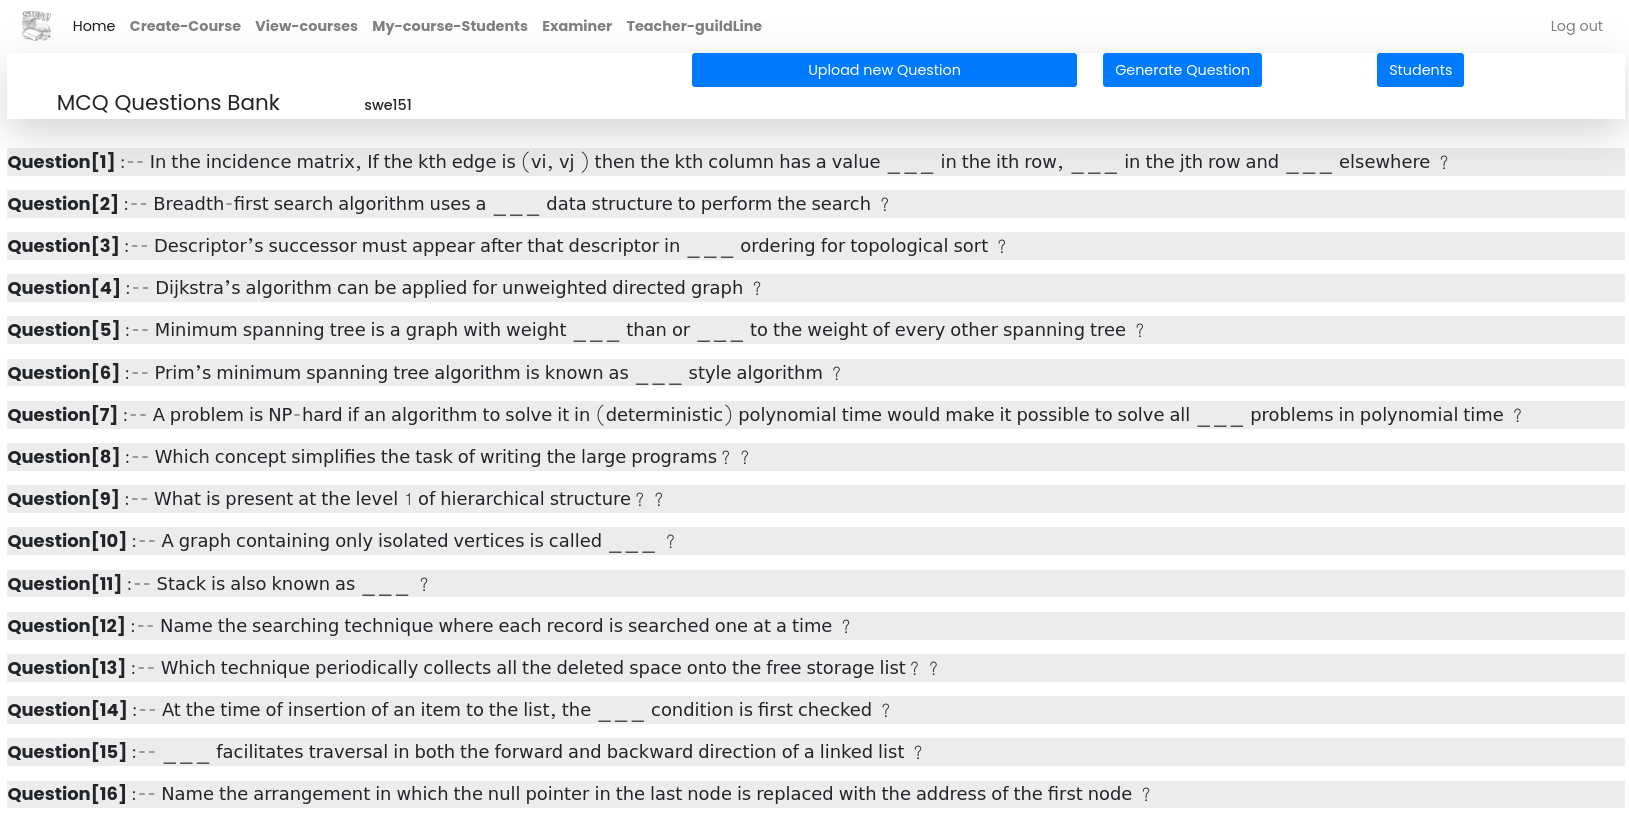 Home Create-Course View-courses My-course-Students Examiner Teacher-guildLine Log out
Upload new Question Generate Question Students
MCQ Questions Bank swe151
Question[1] :-- In the incidence matrix, If the kth edge is (vi, vj ) then the kth column has a value ___ in the ith row, ___ in the jth row and ___ elsewhere ?
Question[2] :-- Breadth-first search algorithm uses a ___ data structure to perform the search ?
Question[3] :-- Descriptor's successor must appear after that descriptor in ___ ordering for topological sort ?
Question[4] :-- Dijkstra's algorithm can be applied for unweighted directed graph ?
Question[5] :-- Minimum spanning tree is a graph with weight ___ than or ___ to the weight of every other spanning tree ?
Question[6] :-- Prim's minimum spanning tree algorithm is known as ___ style algorithm ?
Question[7] :-- A problem is NP-hard if an algorithm to solve it in (deterministic) polynomial time would make it possible to solve all ___ problems in polynomial time ?
Question[8] :-- Which concept simplifies the task of writing the large programs? ?
Question[9] :-- What is present at the level 1 of hierarchical structure? ?
Question[10] :-- A graph containing only isolated vertices is called ___ ?
Question[11] :-- Stack is also known as ___ ?
Question[12] :-- Name the searching technique where each record is searched one at a time ?
Question[13] :-- Which technique periodically collects all the deleted space onto the free storage list? ?
Question[14] :-- At the time of insertion of an item to the list, the ___ condition is first checked ?
Question[15] :-- ___ facilitates traversal in both the forward and backward direction of a linked list ?
Question[16] :-- Name the arrangement in which the null pointer in the last node is replaced with the address of the first node ?